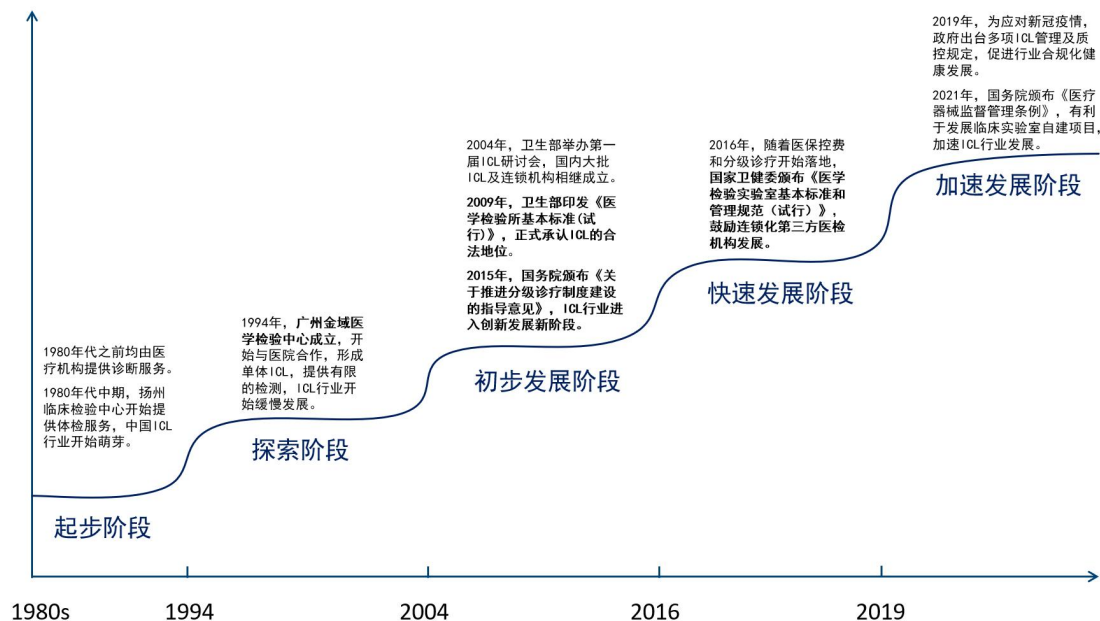 1980年代之前均由医
疗机构提供诊断服务。
1980年代中期，扬州
临床检验中心开始提
供体检服务，中国ICL
行业开始萌芽。
起步阶段
1994年，广州金域医
学检验中心成立，开
始与医院合作，形成
单体ICL，提供有限
的检测，ICL行业开
始缓慢发展。
探索阶段
2004年，卫生部举办第一
届ICL研讨会，国内大批
ICL及连锁机构相继成立。
2009年，卫生部印发《医
学检验所基本标准(试
行)》，正式承认ICL的合
法地位。
2015年，国务院颁布《关
于推进分级诊疗制度建设
的指导意见》，ICL行业进
入创新发展新阶段。
初步发展阶段
2016年，随着医保控费
和分级诊疗开始落地，
国家卫健委颁布《医学
检验实验室基本标准和
管理规范（试行）》，
鼓励连锁化第三方医检
机构发展。
快速发展阶段
2019年，为应对新冠疫情，
政府出台多项ICL管理及质
控规定，促进行业合规化健
康发展。
2021年，国务院颁布《医疗
器械监督管理条例》，有利
于发展临床实验室自建项目，
加速ICL行业发展。
加速发展阶段
1980s
1994
2004
2016
2019